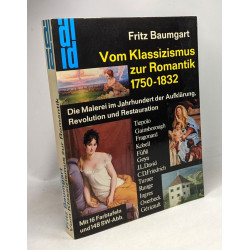 Fritz Baumgart
Vom Klassizismus
zur Romantik
1750-1832
Die Malerei im Jahrhundert der Aufklärung,
Revolution und Restauration
Tiepolo
Gainsborough
Fragonard
Kobell
Füßli
Goya
J.L.David
C.D.Friedrich
Turner
Runge
Ingres
Overbeck
Géricault
Mit 16 Farbtafeln
und 148 SW-Abb.